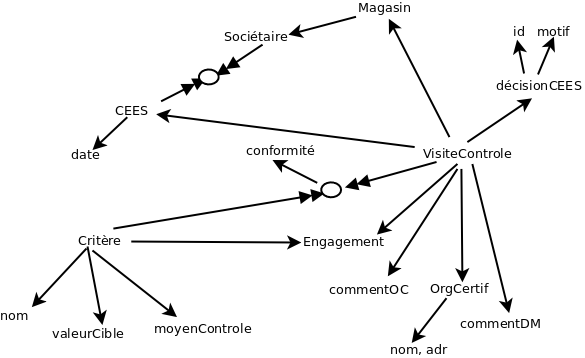 Magasin
Sociétaire
id
motif
décisionCEES
CEES
date
conformité
VisiteControle
Critère
Engagement
commentOC
OrgCertif
nom
valeurCible
moyenControle
commentDM
nom, adr